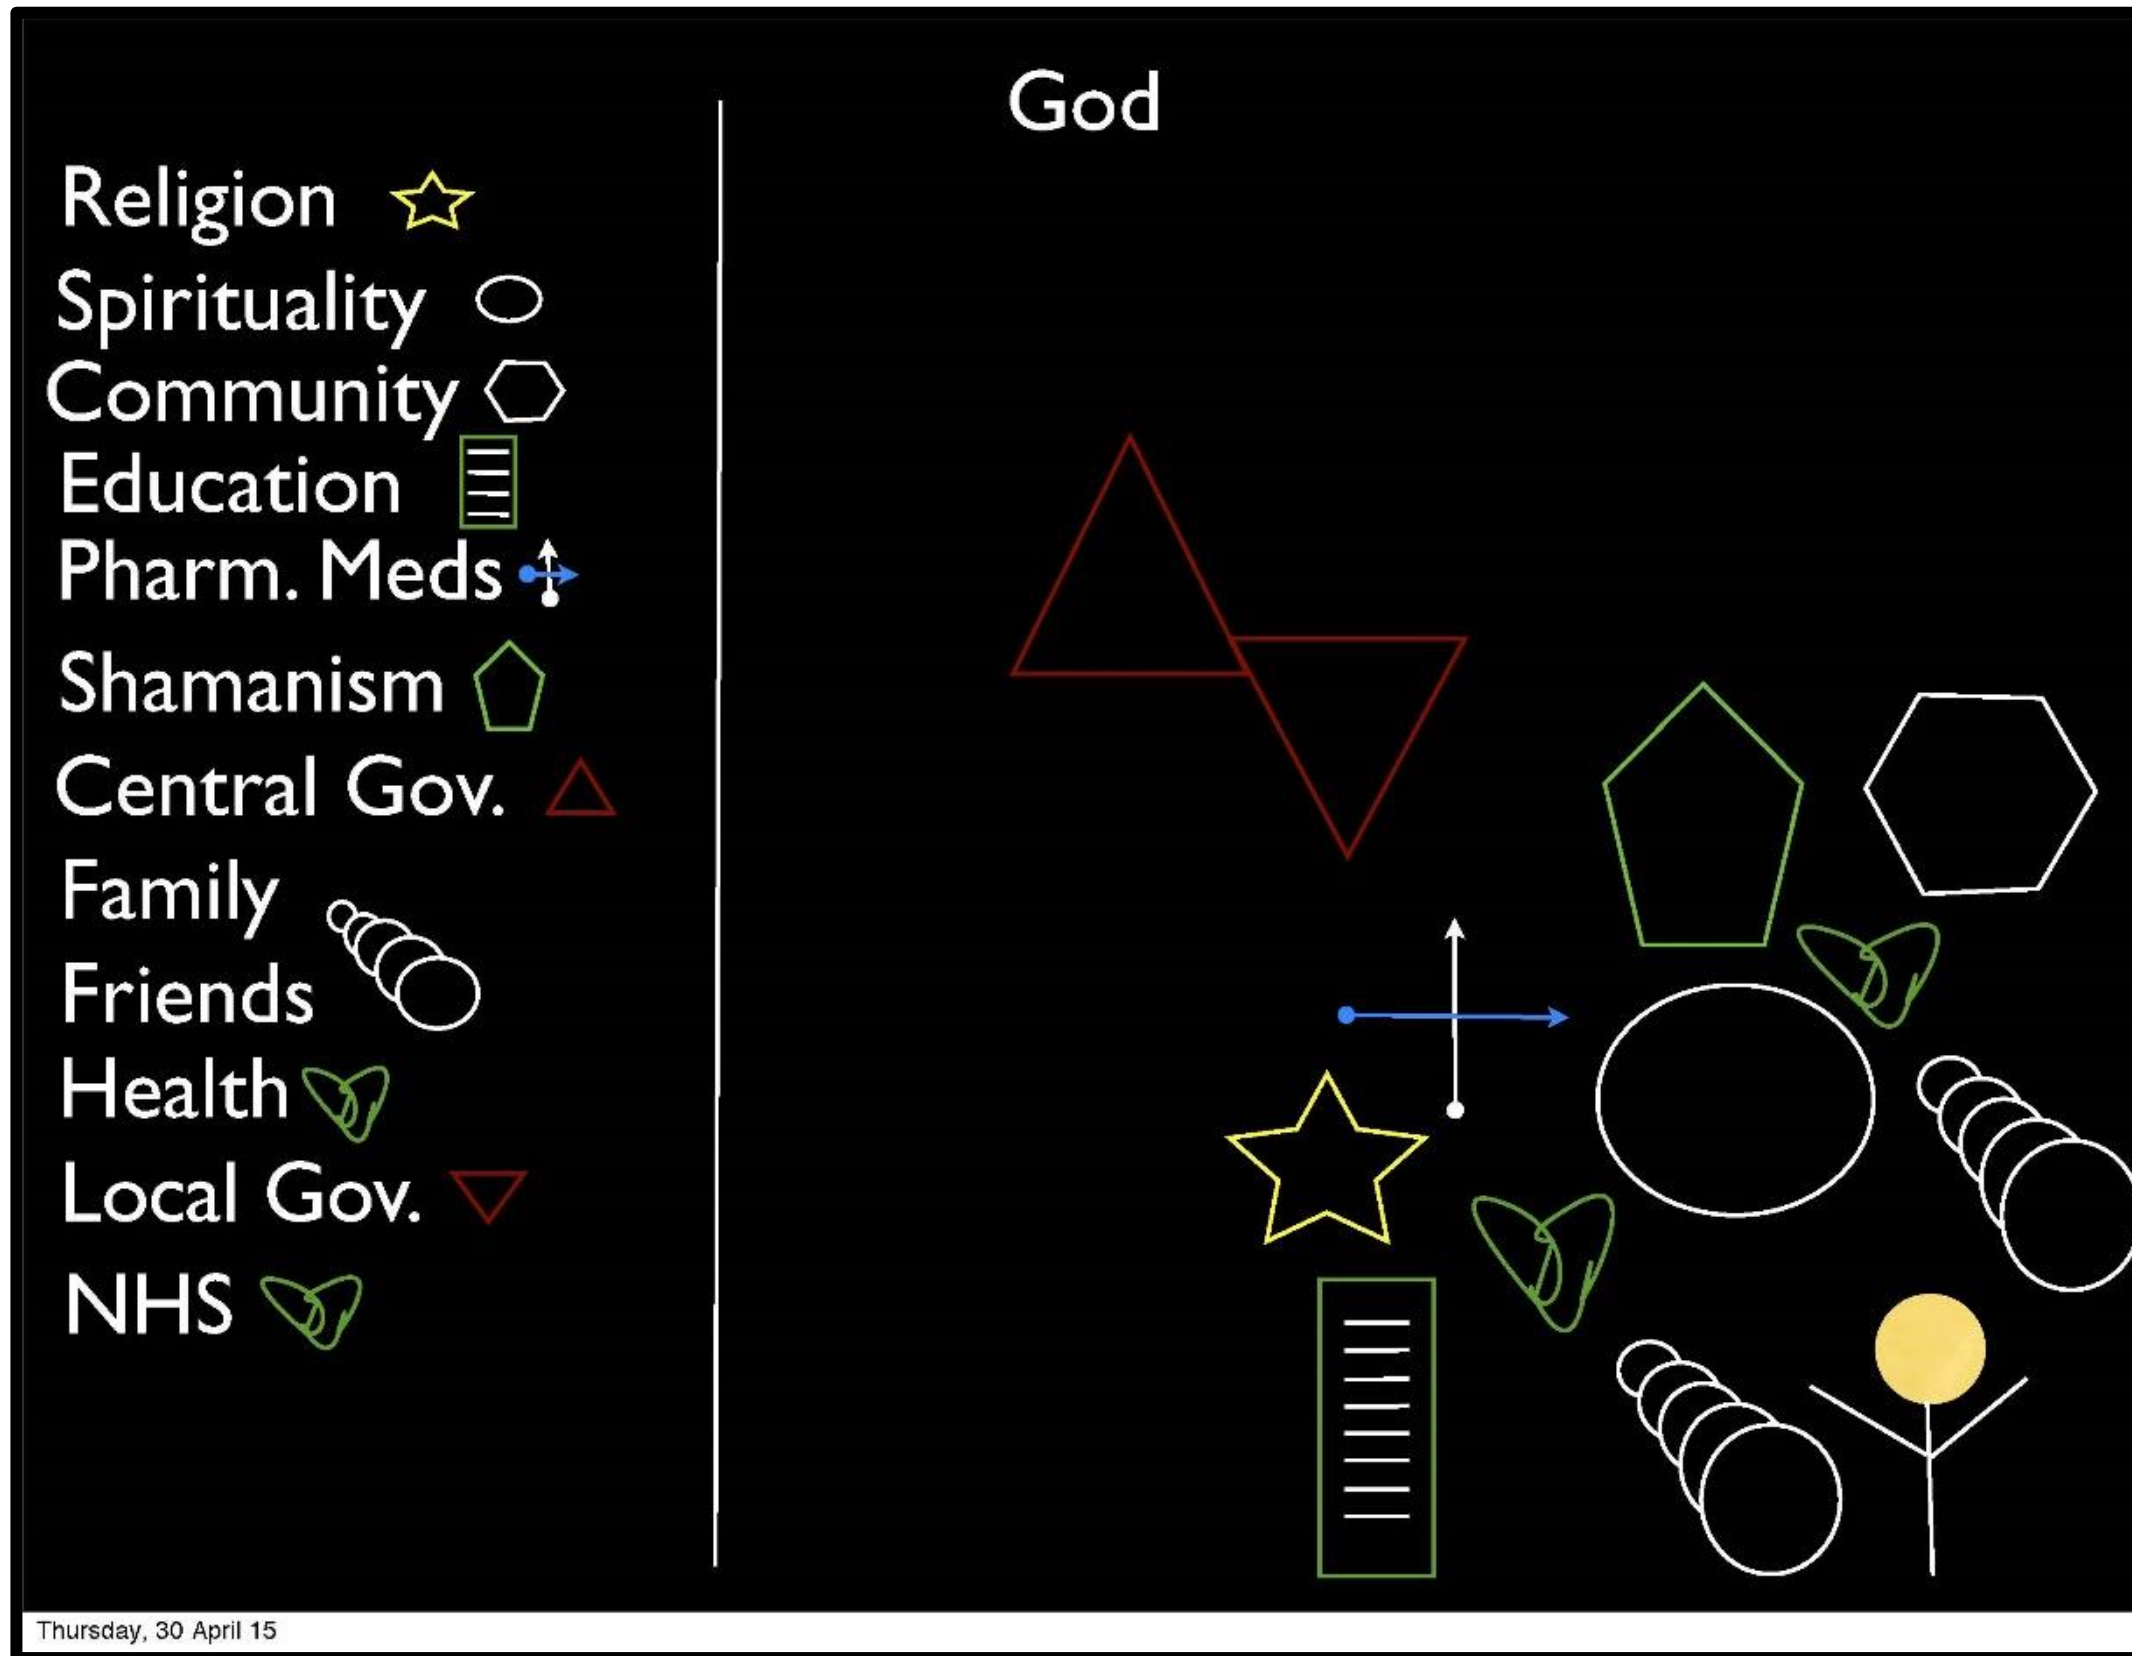 God
Religion
Spirituality
Community
Education
Pharm. Meds
Shamanism
Central Gov.
Family
Friends
Health
Local Gov.
NHS
Thursday, 30 April 15